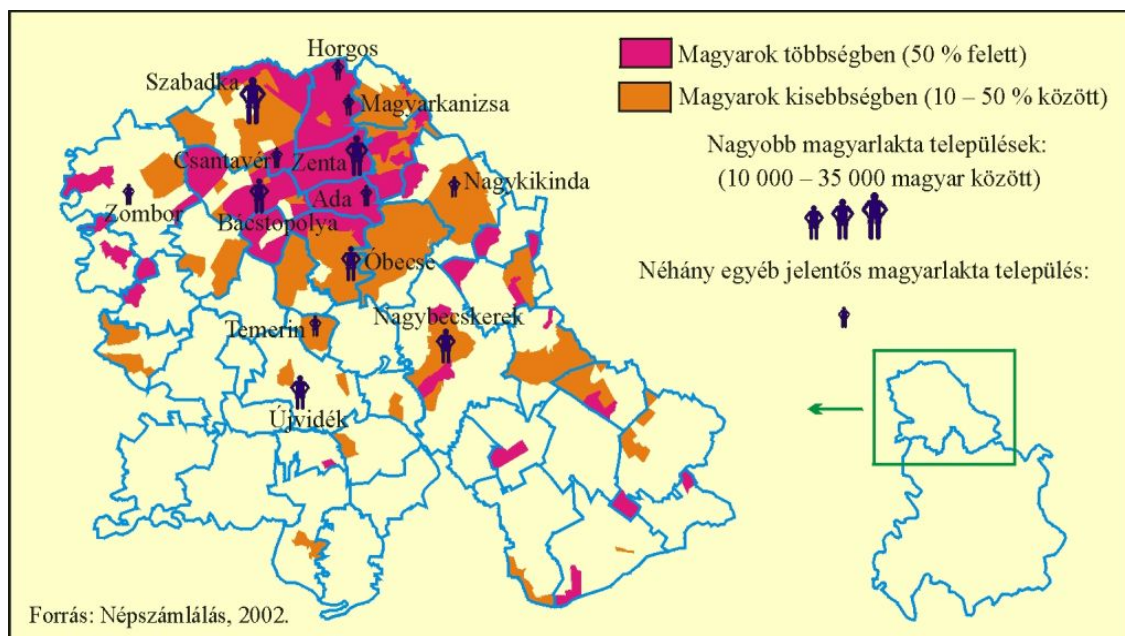 Horgos
Szabadka
Magyarkanizsa
Csantavér
Zenta
Nagykikinda
Zombor
Ada
Bácstopolya
Óbecse
Temerin
Nagybecskerek
Újvidék
Magyarok többségben (50 % felett)
Magyarok kisebbségben (10 – 50 % között)
Nagyobb magyarlakta települések:
(10 000 – 35 000 magyar között)
Néhány egyéb jelentős magyarlakta település:
Forrás: Népszámlálás, 2002.